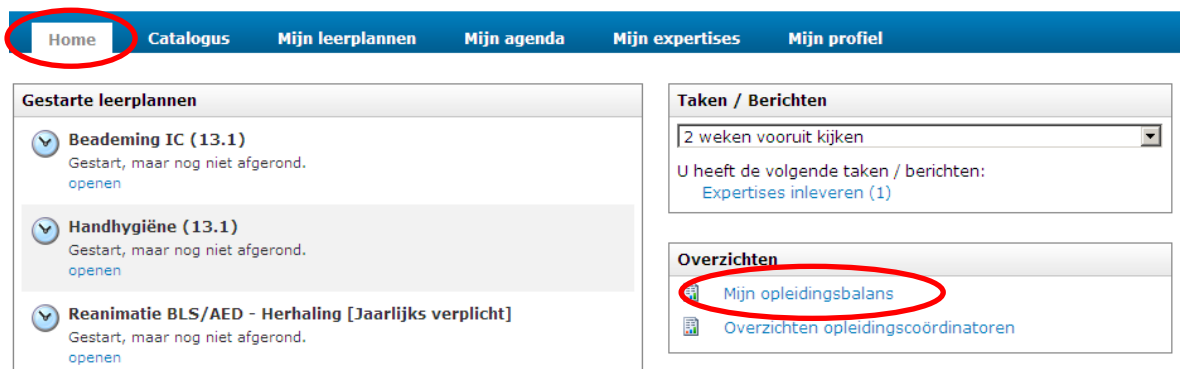 Home Catalogus Mijn leerplannen Mijn agenda Mijn expertises Mijn profiel
Gestarte leerplannen
Beademing IC (13.1)
Gestart, maar nog niet afgerond.
openen
Handhygiëne (13.1)
Gestart, maar nog niet afgerond.
openen
Reanimatie BLS/AED - Herhaling [Jaarlijks verplicht]
Gestart, maar nog niet afgerond.
openen
Taken / Berichten
2 weken vooruit kijken
U heeft de volgende taken / berichten:
Expertises inleveren (1)
Overzichten
Mijn opleidingsbalans
Overzichten opleidingscoördinatoren